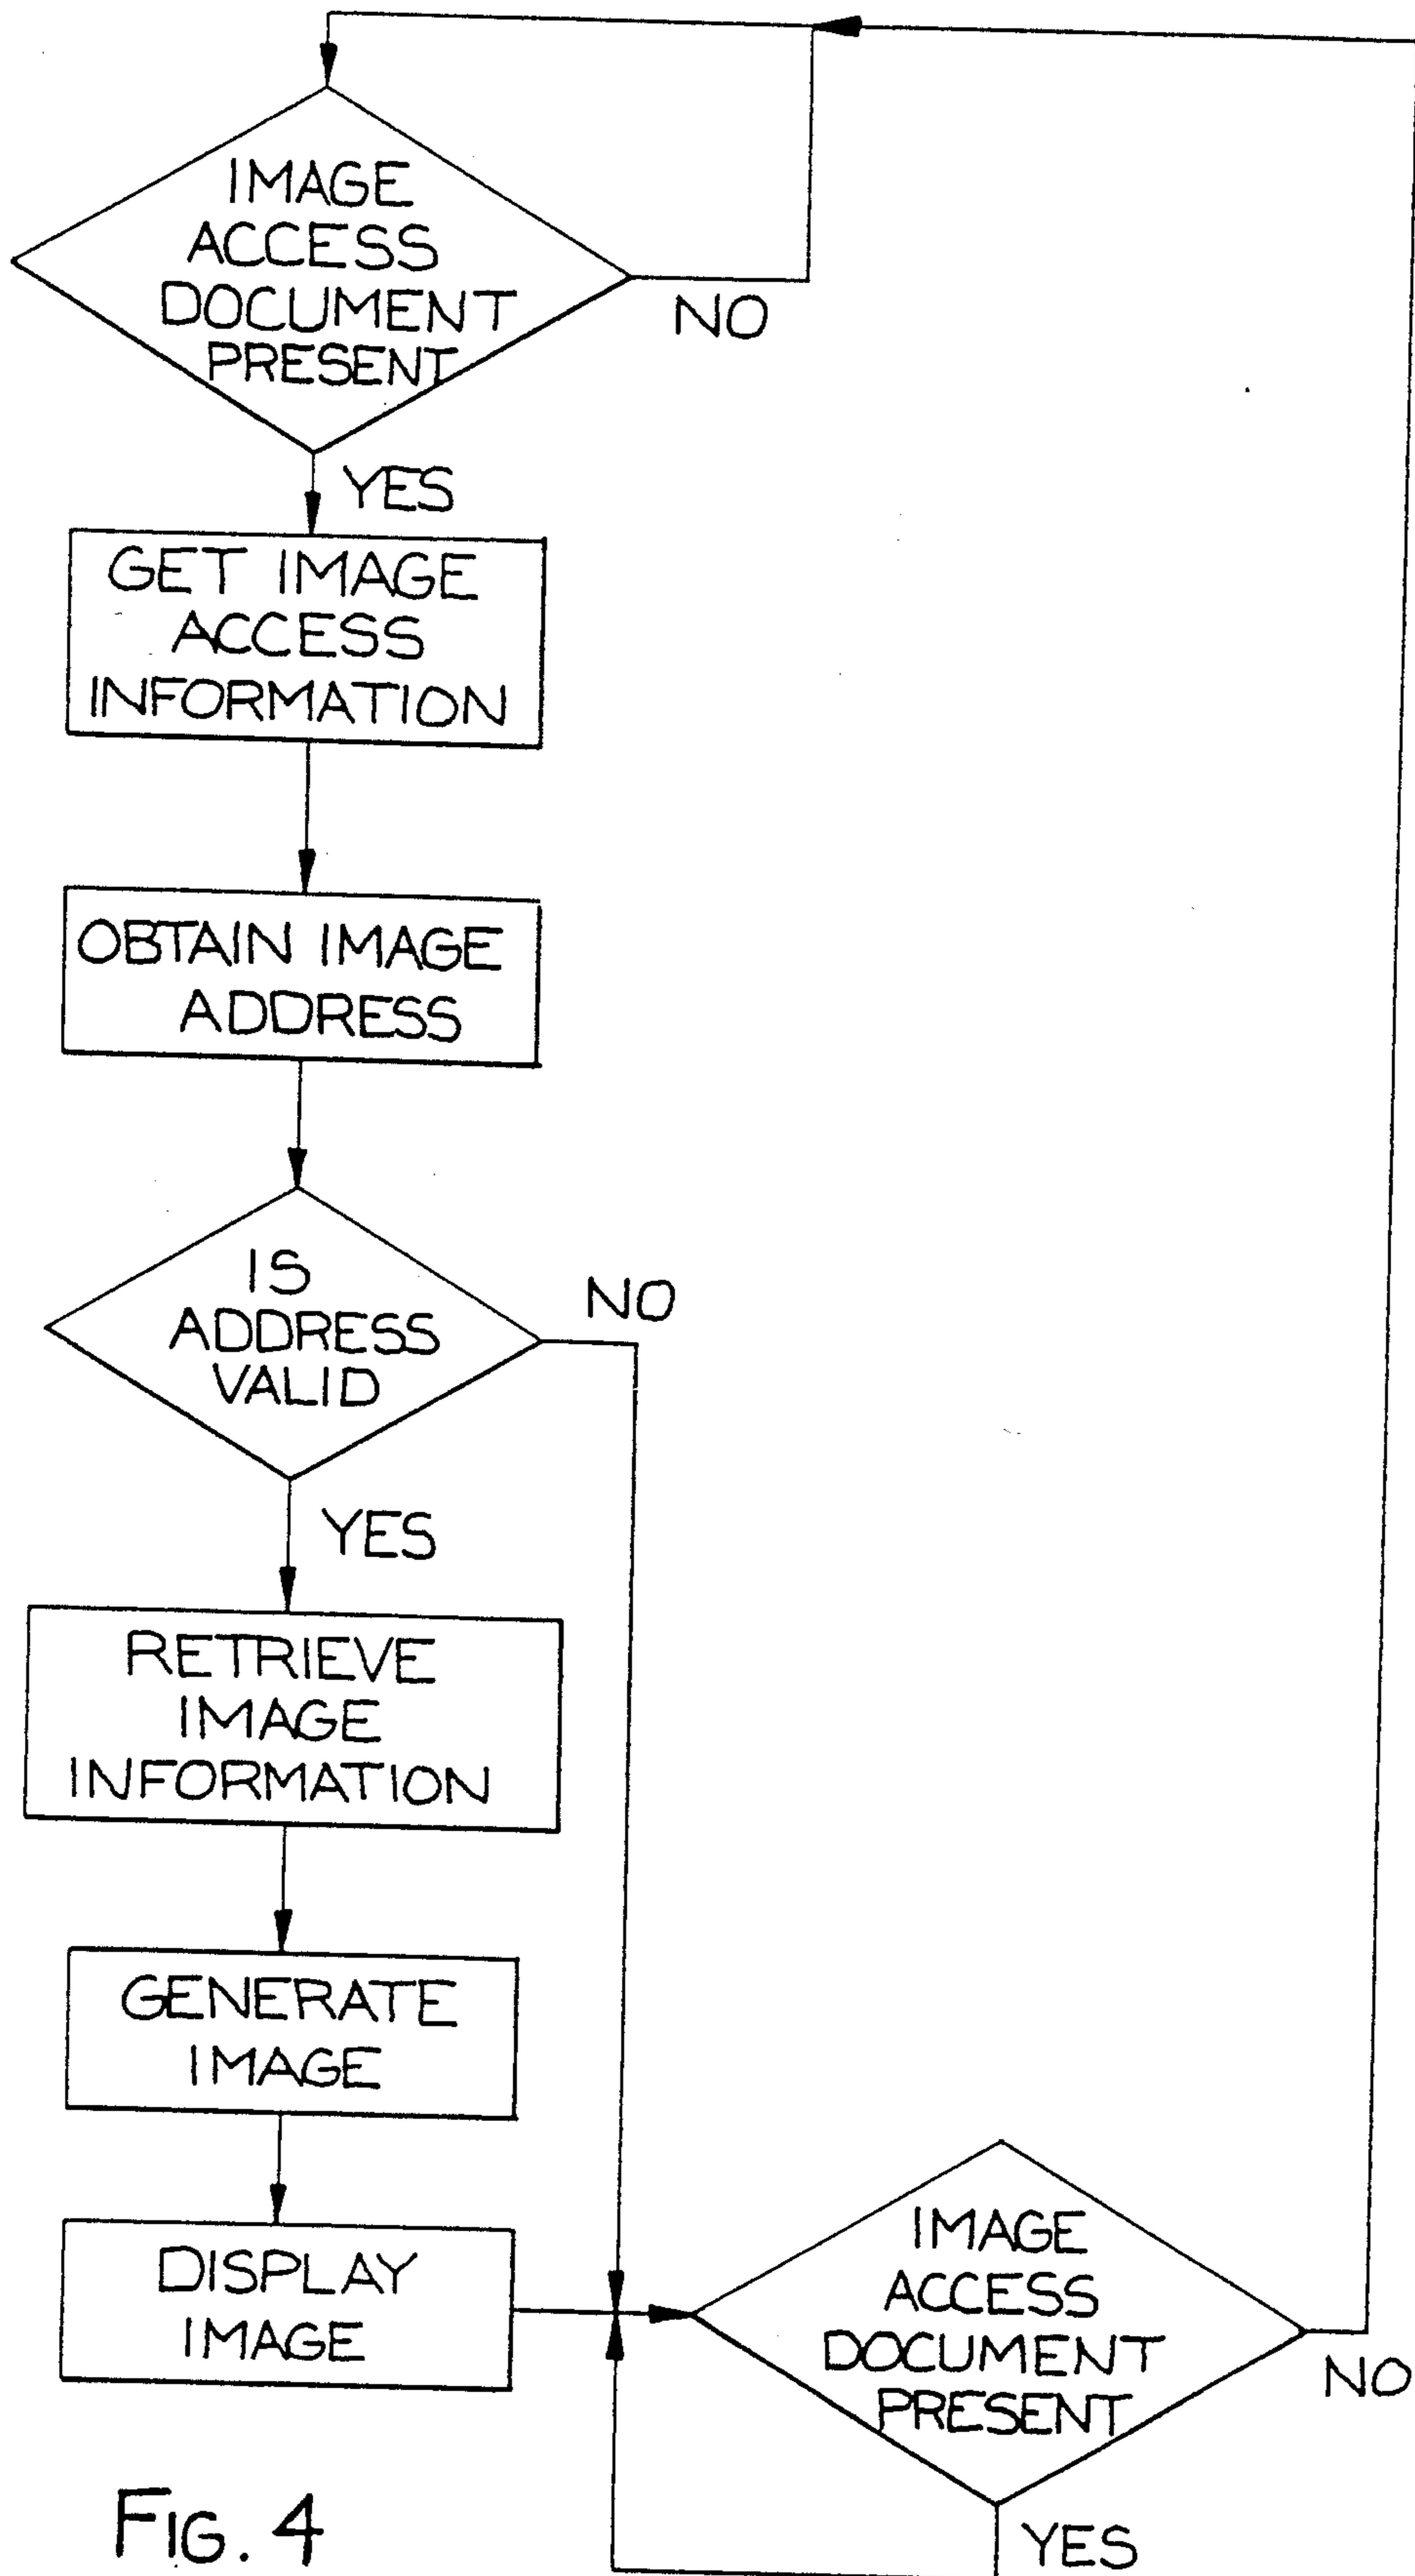 IMAGE
ACCESS
DOCUMENT
PRESENT
NO
YES
GET IMAGE
ACCESS
INFORMATION
OBTAIN IMAGE
ADDRESS
IS
ADDRESS
VALID
NO
YES
RETRIEVE
IMAGE
INFORMATION
GENERATE
IMAGE
DISPLAY
IMAGE
IMAGE
ACCESS
DOCUMENT
PRESENT
NO
YES
FIG. 4